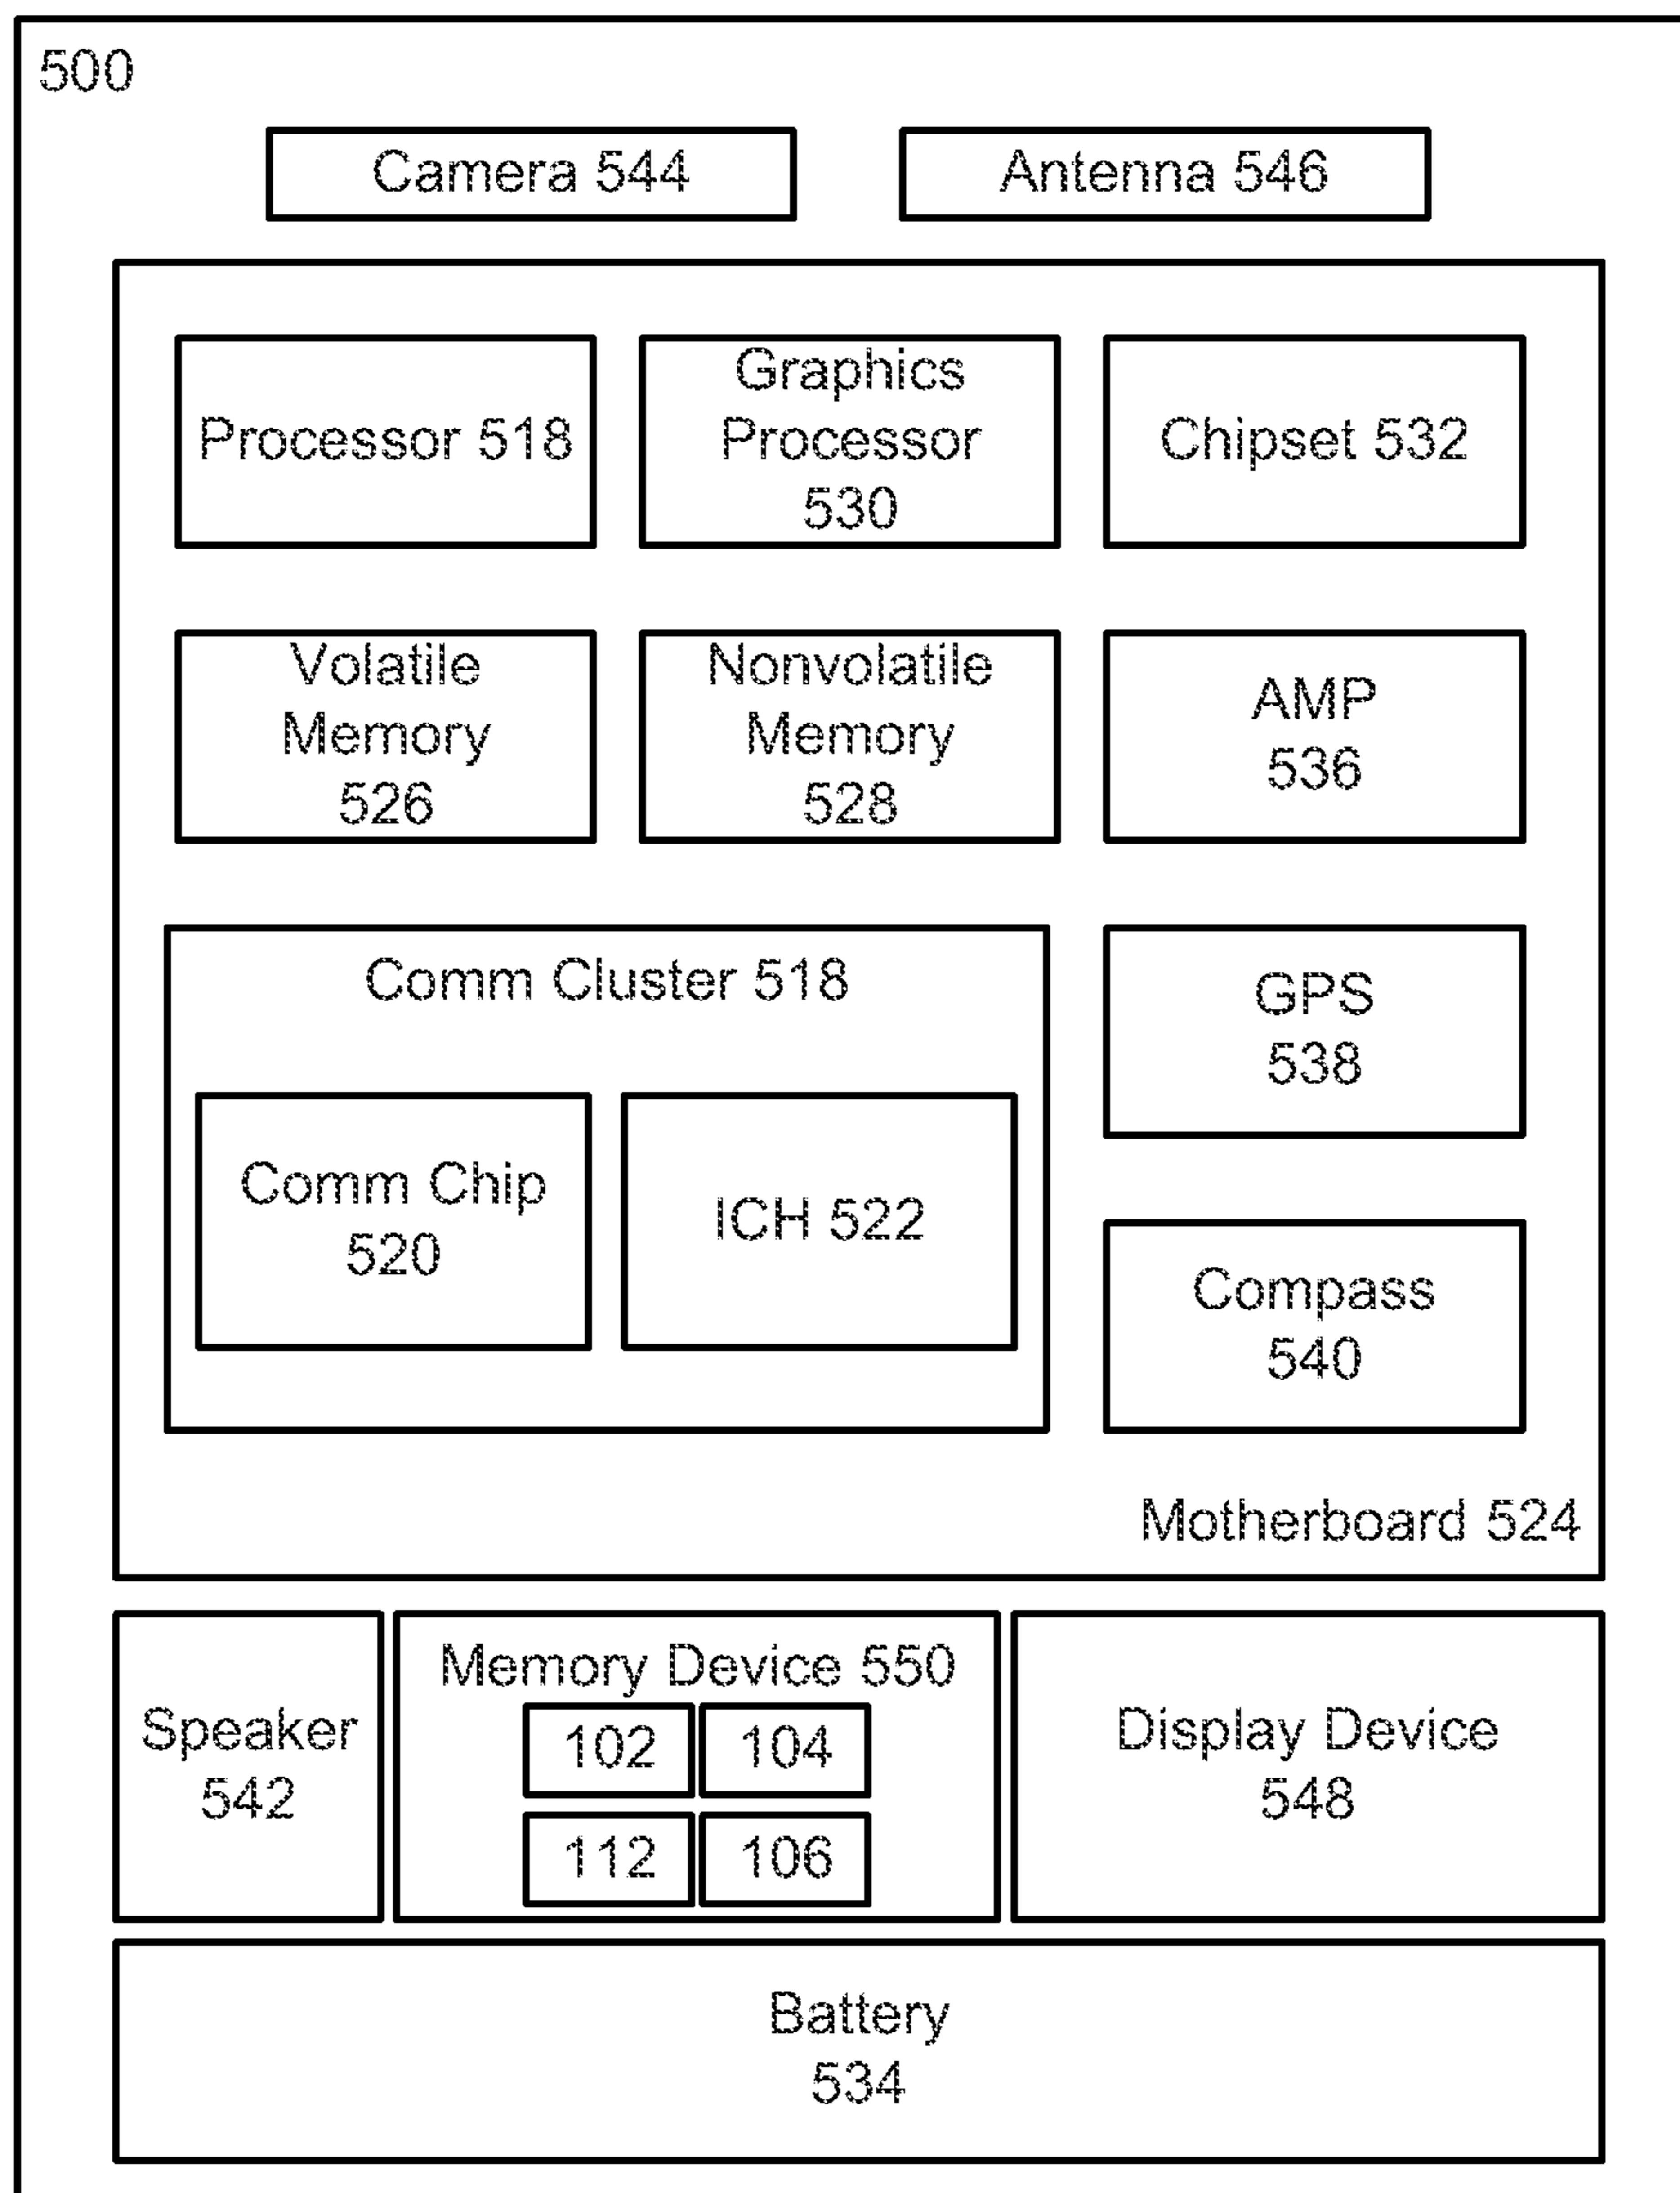 500
Camera 544
Antenna 546
Processor 518
Graphics
Processor
530
Chipset 532
Volatile
Memory
526
Nonvolatile
Memory
528
AMP
536
Comm Cluster 518
Comm Chip
520
ICH 522
GPS
538
Compass
540
Motherboard 524
Speaker
542
Memory Device 550
102
104
112
106
Display Device
548
Battery
534